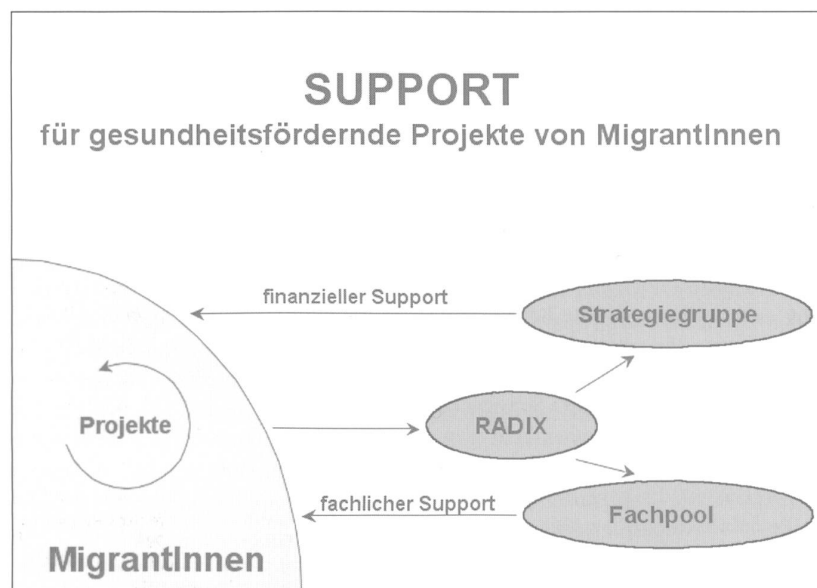 SUPPORT
für gesundheitsfördernde Projekte von MigrantInnen
finanzieller Support
Strategiegruppe
Projekte
RADIX
fachlicher Support
Fachpool
MigrantInnen